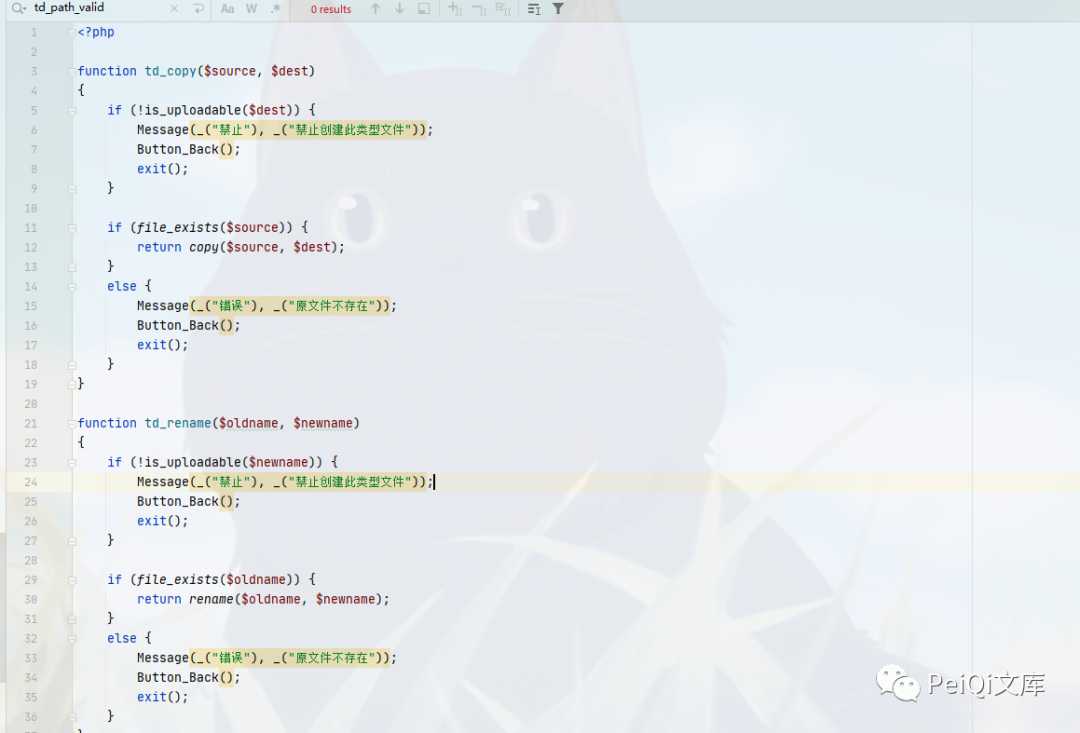 td_path_valid Aa W .* 0 results
1 <?php
2
3 function td_copy($source, $dest)
4 {
5 if (!is_uploadable($dest)) {
6 Message(_("禁止"), _("禁止创建此类型文件"));
7 Button_Back();
8 exit();
9 }
10
11 if (file_exists($source)) {
12 return copy($source, $dest);
13 }
14 else {
15 Message(_("错误"), _("原文件不存在"));
16 Button_Back();
17 exit();
18 }
19 }
20
21 function td_rename($oldname, $newname)
22 {
23 if (!is_uploadable($newname)) {
24 Message(_("禁止"), _("禁止创建此类型文件"));
25 Button_Back();
26 exit();
27 }
28
29 if (file_exists($oldname)) {
30 return rename($oldname, $newname);
31 }
32 else {
33 Message(_("错误"), _("原文件不存在"));
34 Button_Back();
35 exit();
36 }
PeiQi文库